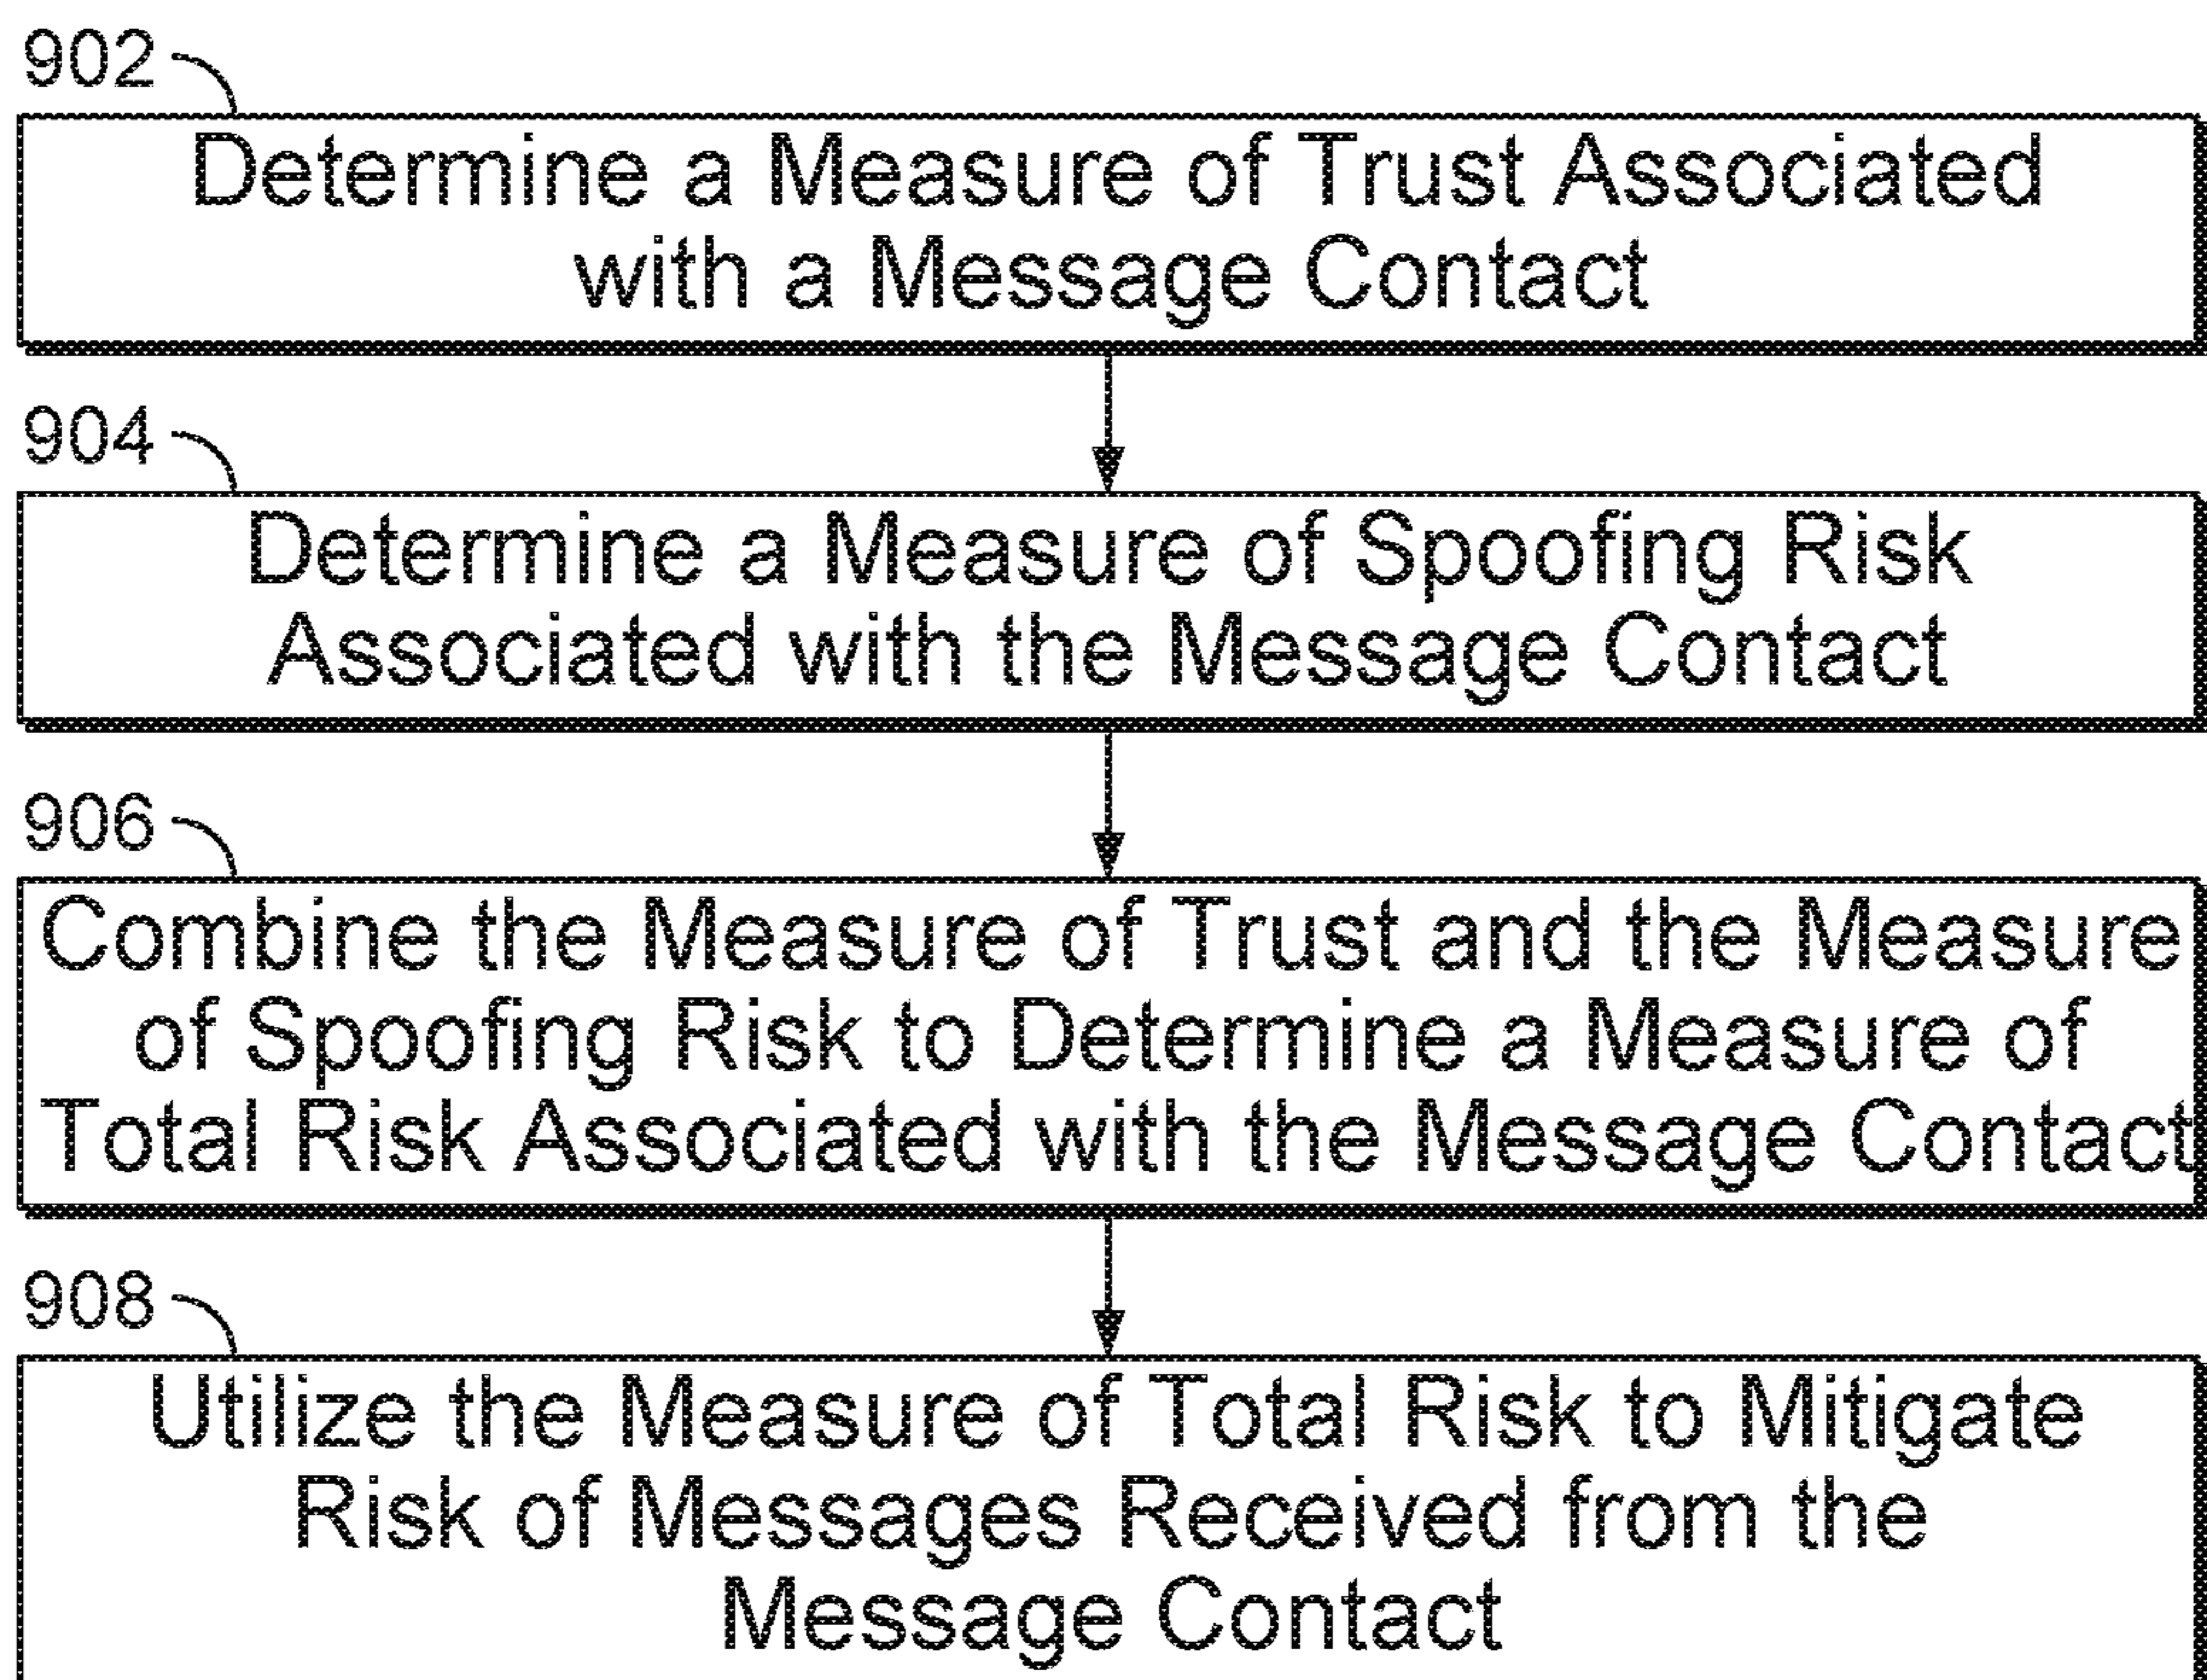 902
Determine a Measure of Trust Associated
with a Message Contact
904
Determine a Measure of Spoofing Risk
Associated with the Message Contact
906
Combine the Measure of Trust and the Measure
of Spoofing Risk to Determine a Measure of
Total Risk Associated with the Message Contact
908
Utilize the Measure of Total Risk to Mitigate
Risk of Messages Received from the
Message Contact